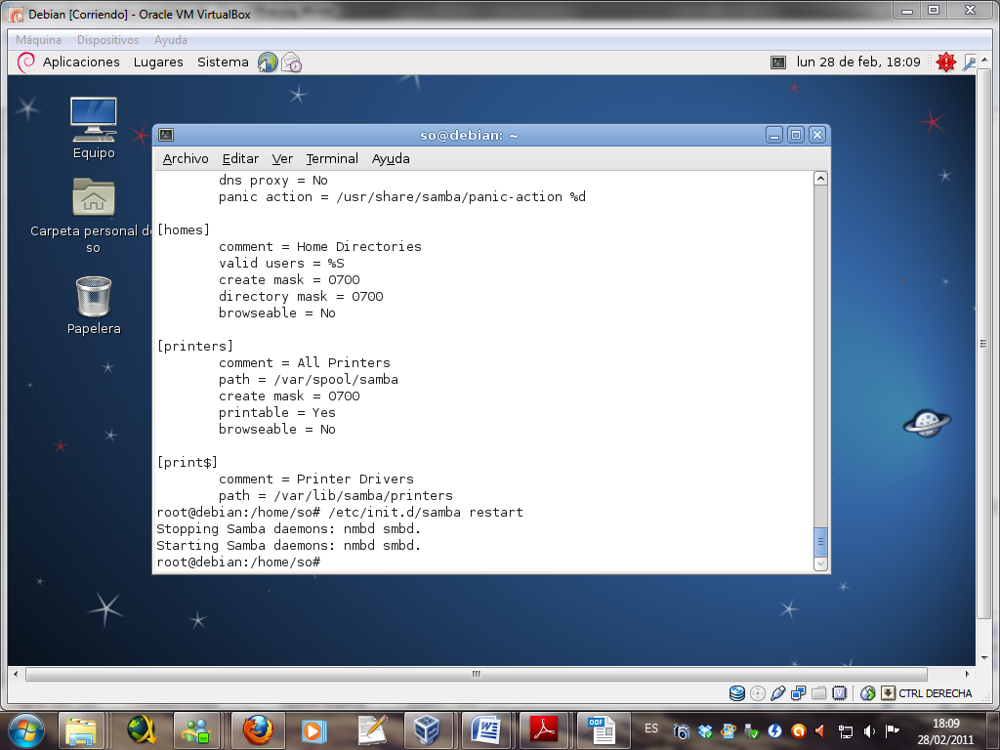 Debian [Corriendo] - Oracle VM VirtualBox
Máquina Dispositivos Ayuda
Aplicaciones Lugares Sistema lun 28 de feb, 18:09
Equipo
Carpeta personal de
so
Papelera
so@debian: ~
Archivo Editar Ver Terminal Ayuda
dns proxy = No
panic action = /usr/share/samba/panic-action %d
[homes]
comment = Home Directories
valid users = %S
create mask = 0700
directory mask = 0700
browseable = No
[printers]
comment = All Printers
path = /var/spool/samba
create mask = 0700
printable = Yes
browseable = No
[print$]
comment = Printer Drivers
path = /var/lib/samba/printers
root@debian:/home/so# /etc/init.d/samba restart
Stopping Samba daemons: nmbd smbd.
Starting Samba daemons: nmbd smbd.
root@debian:/home/so#
CTRL DERECHA
ODF
ES
18:09
28/02/2011